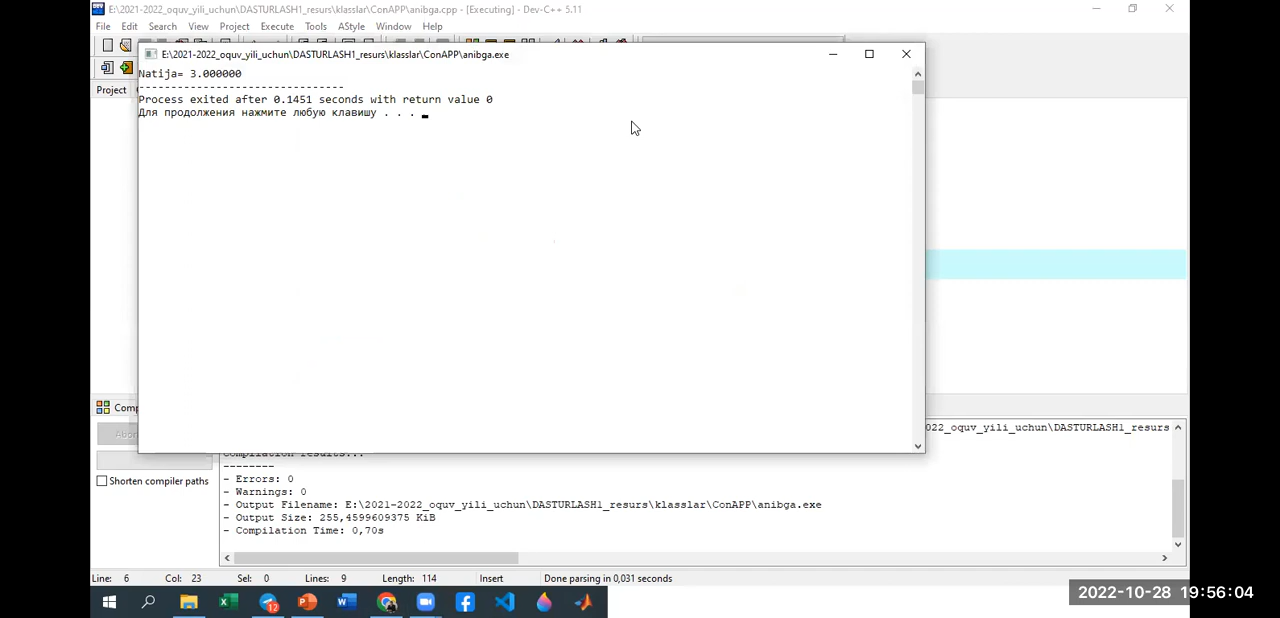 E:\2021-2022_oquv_yili_uchun\DASTURLASH1_resurs\klasslar\ConAPP\anibga.cpp - [Executing] - Dev-C++ 5.11
File Edit Search View Project Execute Tools AStyle Window Help
E:\2021-2022_oquv_yili_uchun\DASTURLASH1_resurs\klasslar\ConAPP\anibga.exe
Natija= 3.000000
--------------------------------
Process exited after 0.1451 seconds with return value 0
Для продолжения нажмите любую клавишу . . .
Project
Comp
Abor
022_oquv_yili_uchun\DASTURLASH1_resurs
Compilation results...
--------
- Errors: 0
- Warnings: 0
- Output Filename: E:\2021-2022_oquv_yili_uchun\DASTURLASH1_resurs\klasslar\ConAPP\anibga.exe
- Output Size: 255,4599609375 KiB
- Compilation Time: 0,70s
Shorten compiler paths
Line: 6 Col: 23 Sel: 0 Lines: 9 Length: 114 Insert Done parsing in 0,031 seconds
12
2022-10-28 19:56:04